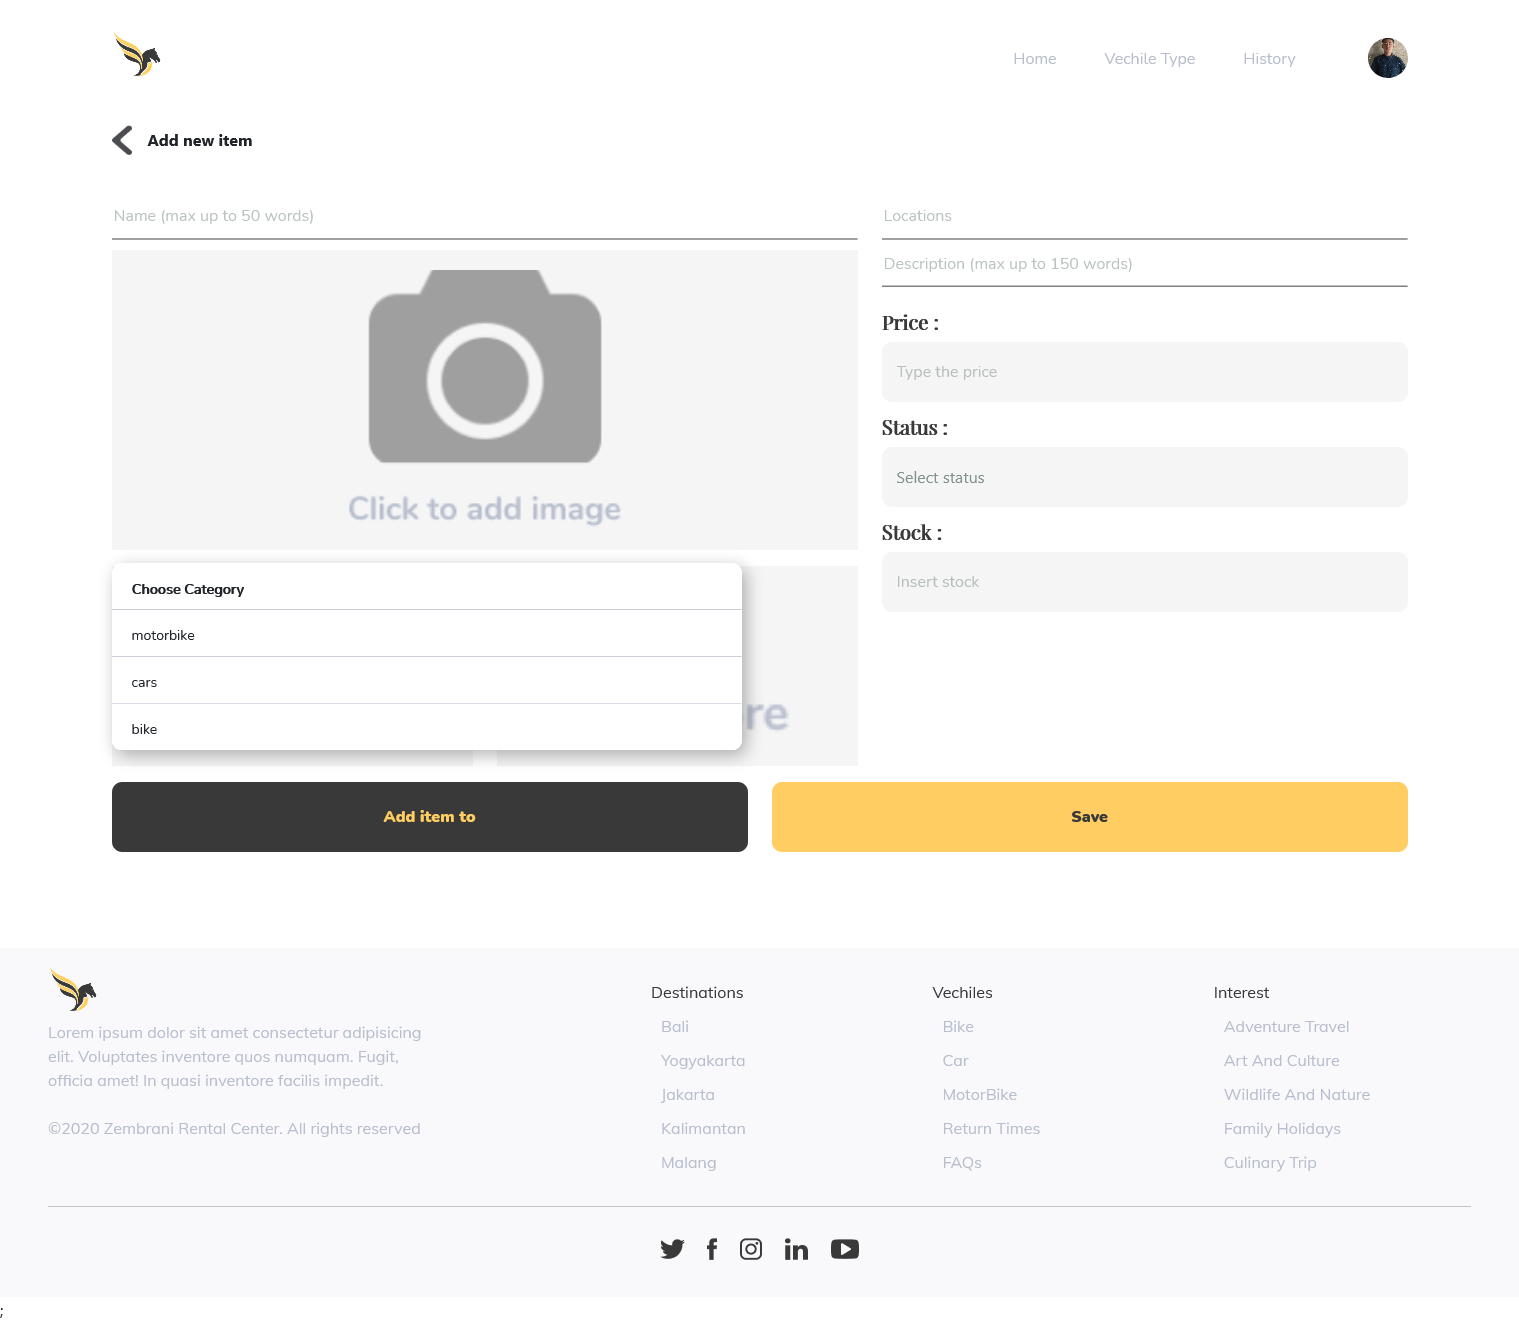 Home
Vechile Type
History
Add new item
Name (max up to 50 words)
Locations
Description (max up to 150 words)
Click to add image
Price :
Type the price
Status :
Select status
Stock :
Insert stock
Choose Category
motorbike
cars
bike
re
Add item to
Save
Lorem ipsum dolor sit amet consectetur adipisicing
elit. Voluptates inventore quos numquam. Fugit,
officia amet! In quasi inventore facilis impedit.
©2020 Zembrani Rental Center. All rights reserved
Destinations
Bali
Yogyakarta
Jakarta
Kalimantan
Malang
Vechiles
Bike
Car
MotorBike
Return Times
FAQs
Interest
Adventure Travel
Art And Culture
Wildlife And Nature
Family Holidays
Culinary Trip
;